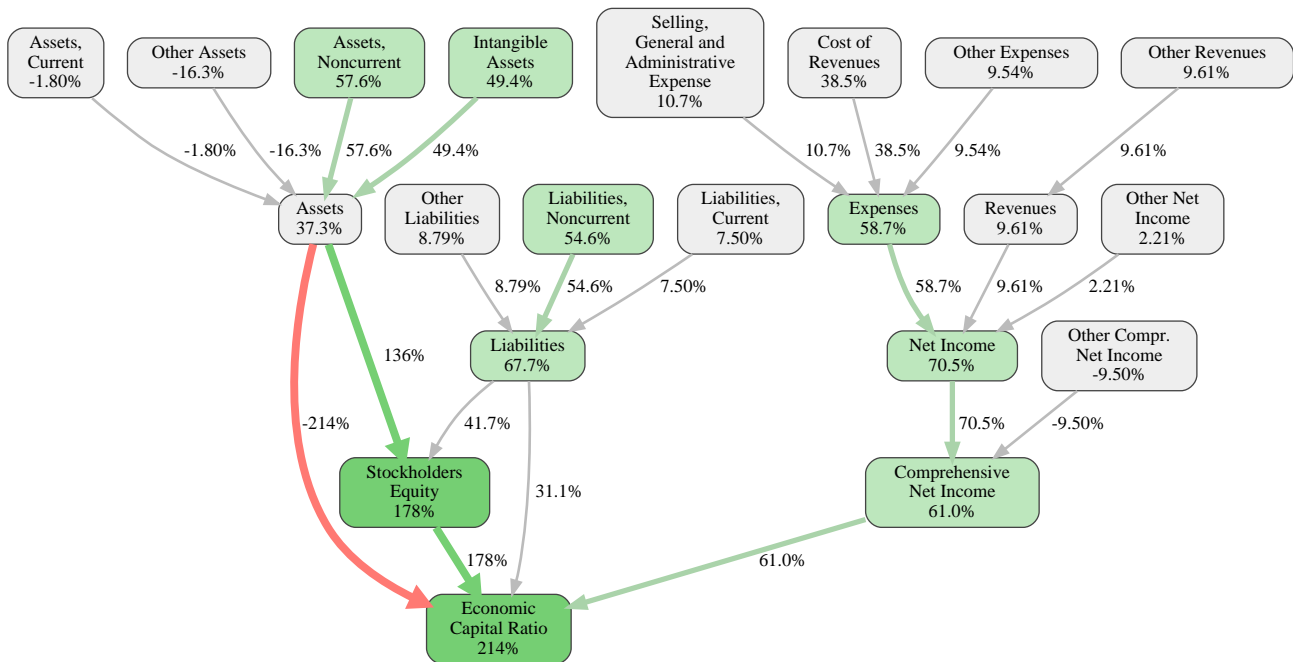 Assets,
Current
-1.80%
Other Assets
-16.3%
Assets,
Noncurrent
57.6%
Intangible
Assets
49.4%
Selling,
General and
Administrative
Expense
10.7%
Cost of
Revenues
38.5%
Other Expenses
9.54%
Other Revenues
9.61%
-1.80%
-16.3%
57.6%
49.4%
10.7%
38.5%
9.54%
9.61%
Assets
37.3%
Other
Liabilities
8.79%
Liabilities,
Noncurrent
54.6%
Liabilities,
Current
7.50%
Expenses
58.7%
Revenues
9.61%
Other Net
Income
2.21%
8.79%
54.6%
7.50%
58.7%
9.61%
2.21%
136%
Liabilities
67.7%
Net Income
70.5%
Other Compr.
Net Income
-9.50%
-214%
41.7%
70.5%
-9.50%
Stockholders
Equity
178%
31.1%
Comprehensive
Net Income
61.0%
178%
61.0%
Economic
Capital Ratio
214%